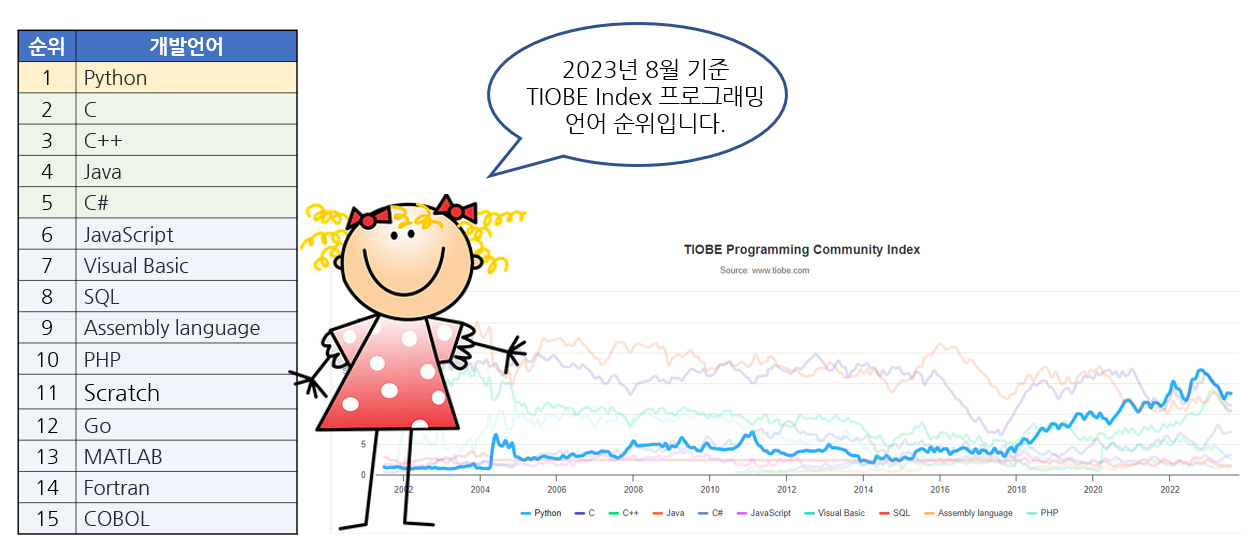 순위 개발언어
1 Python
2 C
3 C++
4 Java
5 C#
6 JavaScript
7 Visual Basic
8 SQL
9 Assembly language
10 PHP
11 Scratch
12 Go
13 MATLAB
14 Fortran
15 COBOL
2023년 8월 기준
TIOBE Index 프로그래밍
언어 순위입니다.
TIOBE Programming Community Index
Source: www.tiobe.com
5
0
2002 2004 2006 2008 2010 2012 2014 2016 2018 2020 2022
Python C C++ Java C# JavaScript Visual Basic SQL Assembly language PHP